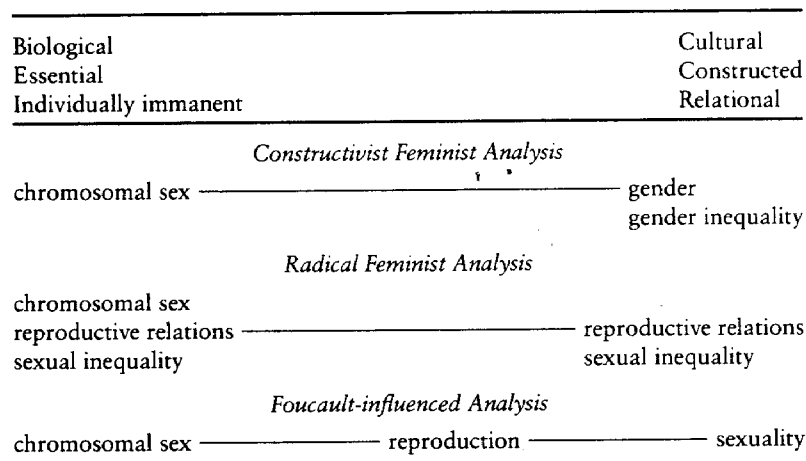 Biological Cultural
Essential Constructed
Individually immanent Relational
Constructivist Feminist Analysis
chromosomal sex gender
gender inequality
Radical Feminist Analysis
chromosomal sex
reproductive relations reproductive relations
sexual inequality sexual inequality
Foucault-influenced Analysis
chromosomal sex reproduction sexuality